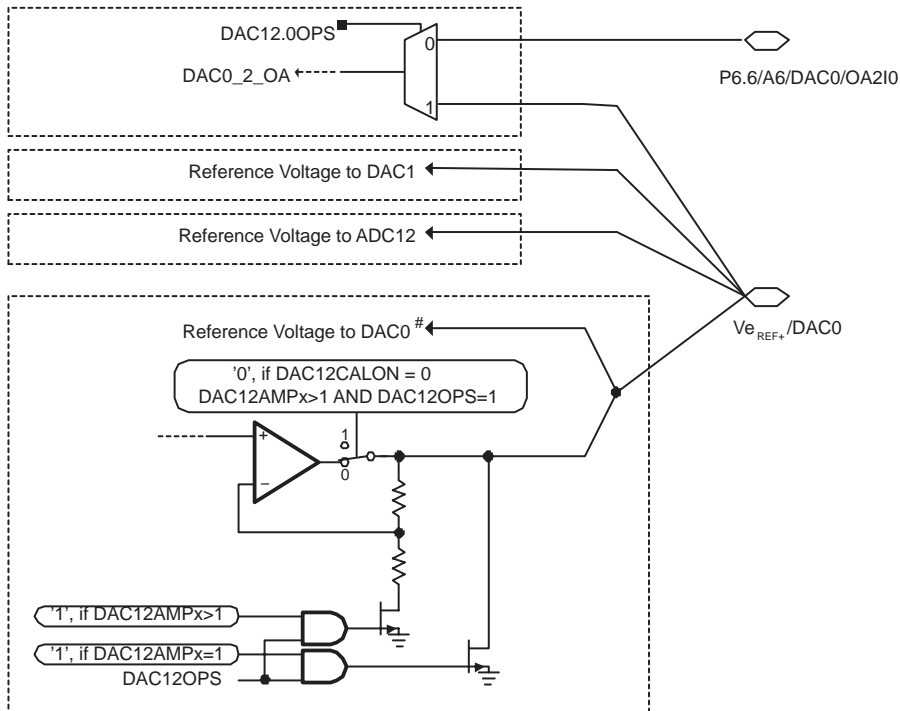 DAC12.0OPS
0
DAC0_2_OA
P6.6/A6/DAC0/OA2I0
1
Reference Voltage to DAC1
Reference Voltage to ADC12
Ve REF+ /DAC0
Reference Voltage to DAC0 #
'0', if DAC12CALON = 0
DAC12AMPx>1 AND DAC12OPS=1
+
1
0
−
'1', if DAC12AMPx>1
'1', if DAC12AMPx=1
DAC12OPS